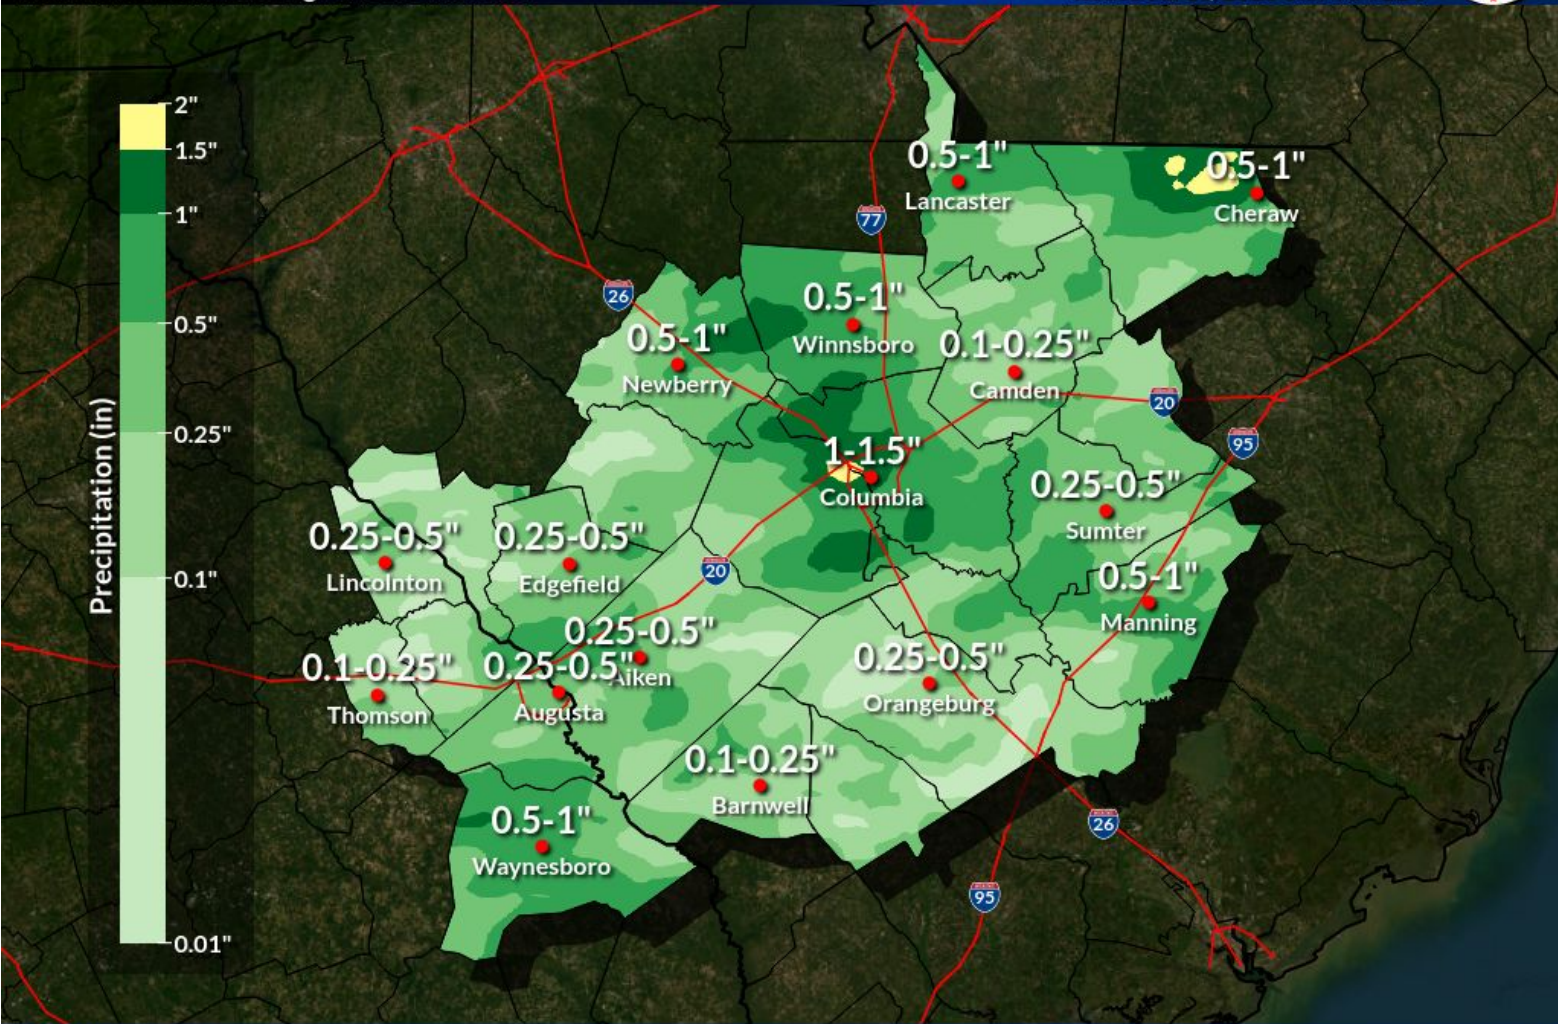 2"
1.5"
1"
0.5"
0.25"
0.1"
0.01"
Precipitation (in)
0.5-1"
Lancaster
0.5-1"
Cheraw
77
26
0.5-1"
Winnsboro
0.5-1"
Newberry
0.1-0.25"
Camden
20
95
1-1.5"
Columbia
0.25-0.5"
Sumter
0.25-0.5"
Lincolnton
0.25-0.5"
Edgefield
20
0.5-1"
Manning
0.25-0.5"
Aiken
0.1-0.25"
Thomson
0.25-0.5"
Augusta
0.25-0.5"
Orangeburg
0.1-0.25"
Barnwell
0.5-1"
Waynesboro
26
95